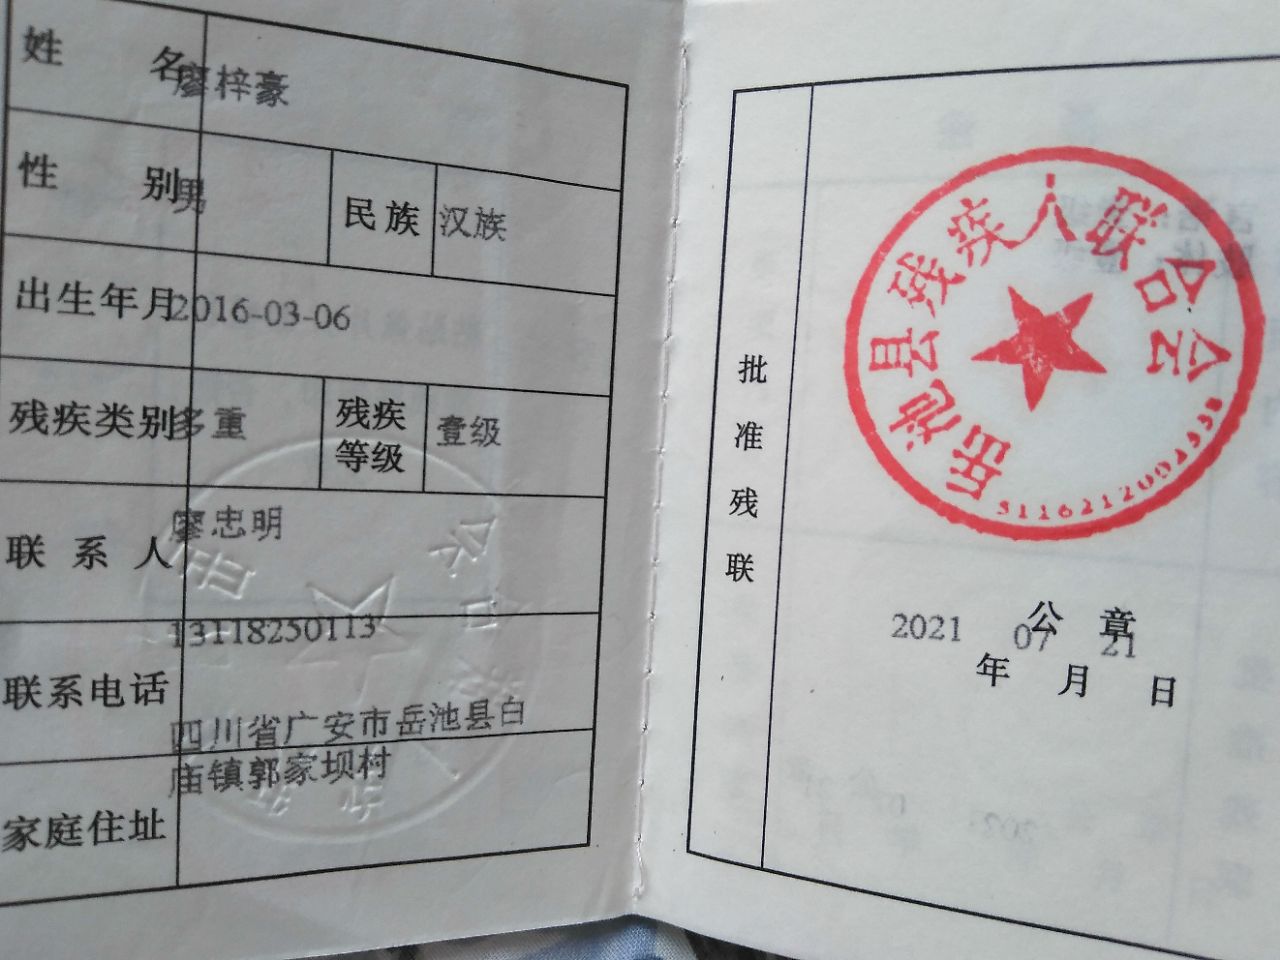 姓名 廖梓豪
性别 男 民族 汉族
出生年月 2016-03-06
残疾类别 多重 残疾等级 壹级
联系人 廖忠明
联系电话 13118250113
家庭住址 四川省广安市岳池县白
庙镇郭家坝村
批准残联
岳池县残疾人联合会
5116212004338
公章
2021 07 21
年 月 日